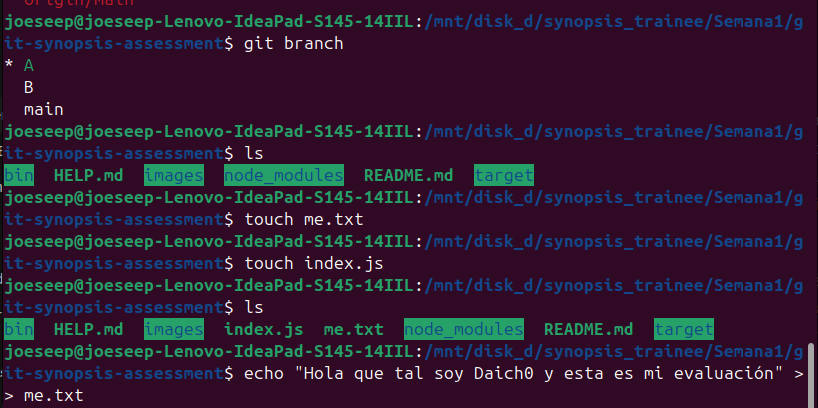 origin/main
joeseep@joeseep-Lenovo-IdeaPad-S145-14IIL:/mnt/disk_d/synopsis_trainee/Semana1/g
it-synopsis-assessment$ git branch
* A
  B
  main
joeseep@joeseep-Lenovo-IdeaPad-S145-14IIL:/mnt/disk_d/synopsis_trainee/Semana1/g
it-synopsis-assessment$ ls
bin  HELP.md  images  node_modules  README.md  target
joeseep@joeseep-Lenovo-IdeaPad-S145-14IIL:/mnt/disk_d/synopsis_trainee/Semana1/g
it-synopsis-assessment$ touch me.txt
joeseep@joeseep-Lenovo-IdeaPad-S145-14IIL:/mnt/disk_d/synopsis_trainee/Semana1/g
it-synopsis-assessment$ touch index.js
joeseep@joeseep-Lenovo-IdeaPad-S145-14IIL:/mnt/disk_d/synopsis_trainee/Semana1/g
it-synopsis-assessment$ ls
bin  HELP.md  images  index.js  me.txt  node_modules  README.md  target
joeseep@joeseep-Lenovo-IdeaPad-S145-14IIL:/mnt/disk_d/synopsis_trainee/Semana1/g
it-synopsis-assessment$ echo "Hola que tal soy Daich0 y esta es mi evaluación" >
> me.txt